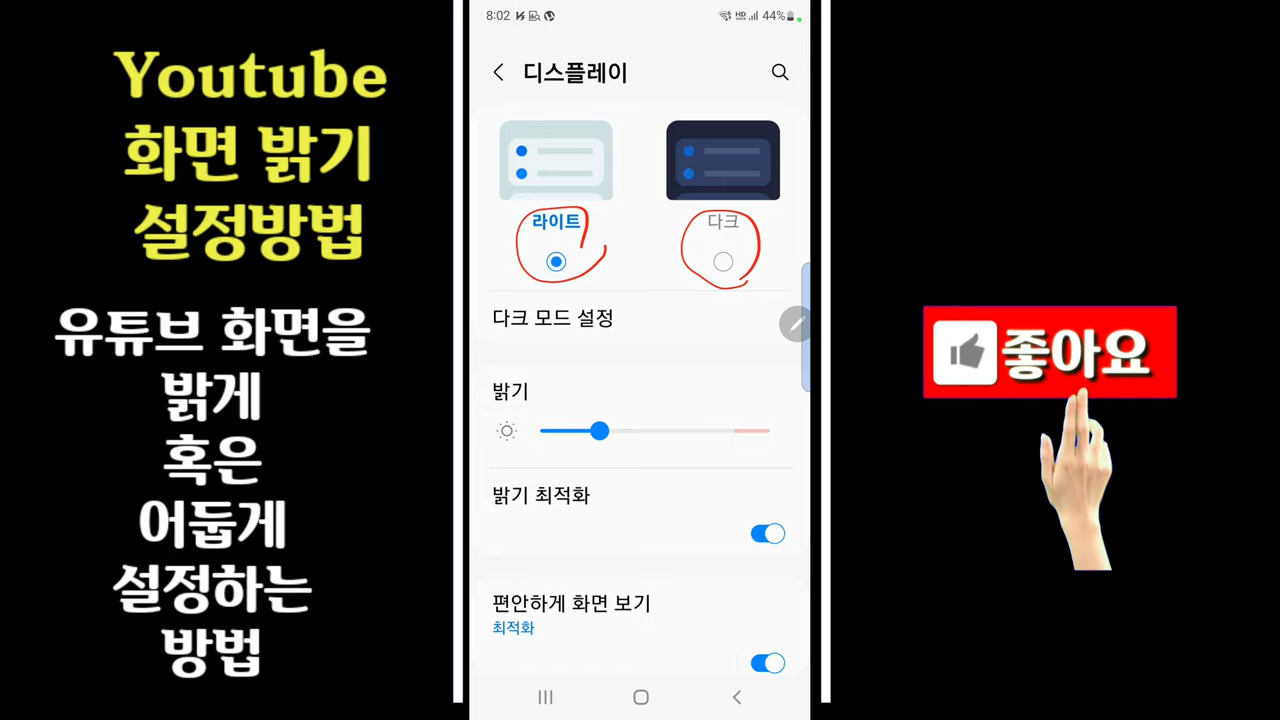 Youtube
화면 밝기
설정방법
유튜브 화면을
밝게
혹은
어둡게
설정하는
방법
8:02
HD 44%
디스플레이
라이트
다크
다크 모드 설정
밝기
밝기 최적화
편안하게 화면 보기
최적화
좋아요